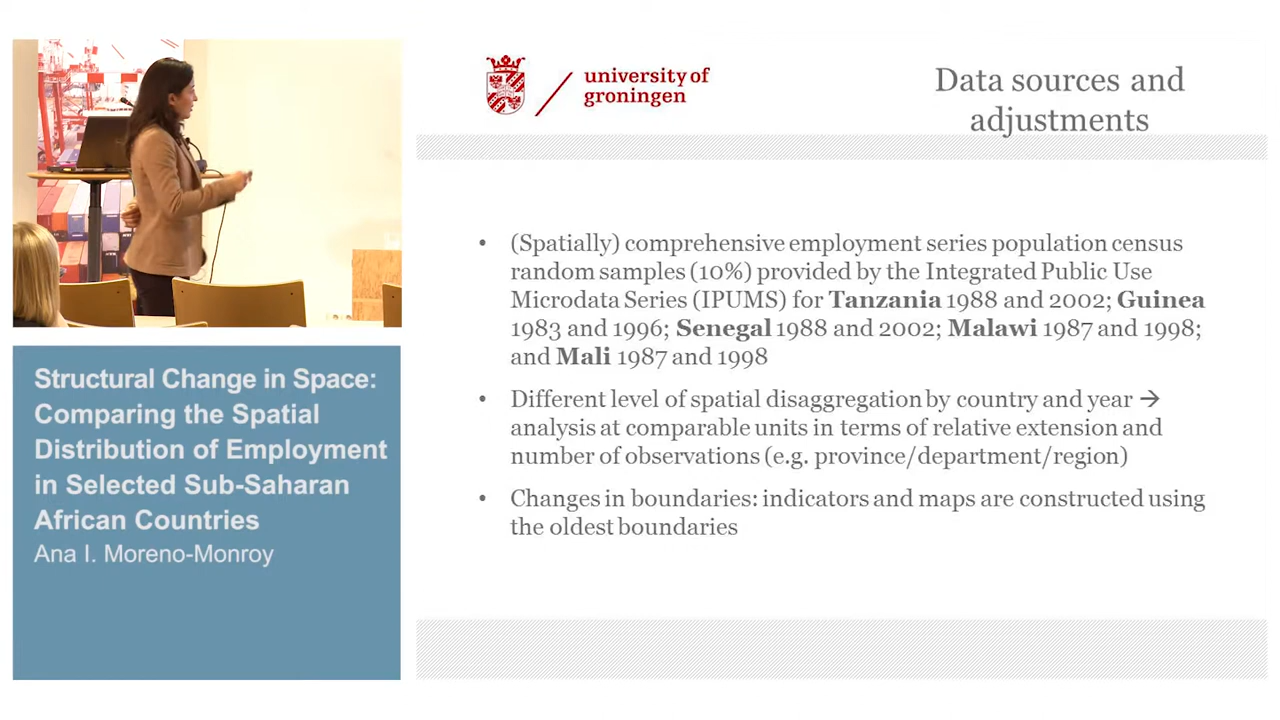 university of
groningen
Data sources and
adjustments
• (Spatially) comprehensive employment series population census
random samples (10%) provided by the Integrated Public Use
Microdata Series (IPUMS) for Tanzania 1988 and 2002; Guinea
1983 and 1996; Senegal 1988 and 2002; Malawi 1987 and 1998;
and Mali 1987 and 1998
• Different level of spatial disaggregation by country and year →
analysis at comparable units in terms of relative extension and
number of observations (e.g. province/department/region)
• Changes in boundaries: indicators and maps are constructed using
the oldest boundaries
Structural Change in Space:
Comparing the Spatial
Distribution of Employment
in Selected Sub-Saharan
African Countries
Ana I. Moreno-Monroy